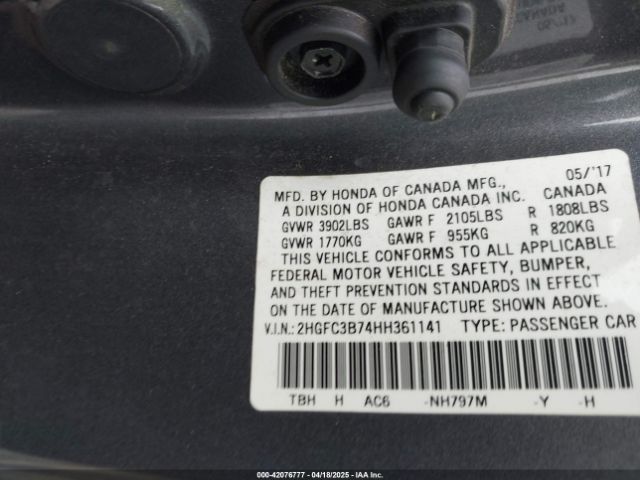 CANADA
05/'17
MFD. BY HONDA OF CANADA MFG., 05/'17
A DIVISION OF HONDA CANADA INC. CANADA
GVWR 3902LBS GAWR F 2105LBS R 1808LBS
GVWR 1770KG GAWR F 955KG R 820KG
THIS VEHICLE CONFORMS TO ALL APPLICABLE
FEDERAL MOTOR VEHICLE SAFETY, BUMPER,
AND THEFT PREVENTION STANDARDS IN EFFECT
ON THE DATE OF MANUFACTURE SHOWN ABOVE.
V.I.N.: 2HGFC3B74HH361141 TYPE: PASSENGER CAR
TBH H AC6 -NH797M -Y -H
000-42076777 - 04/18/2025 - IAA Inc.